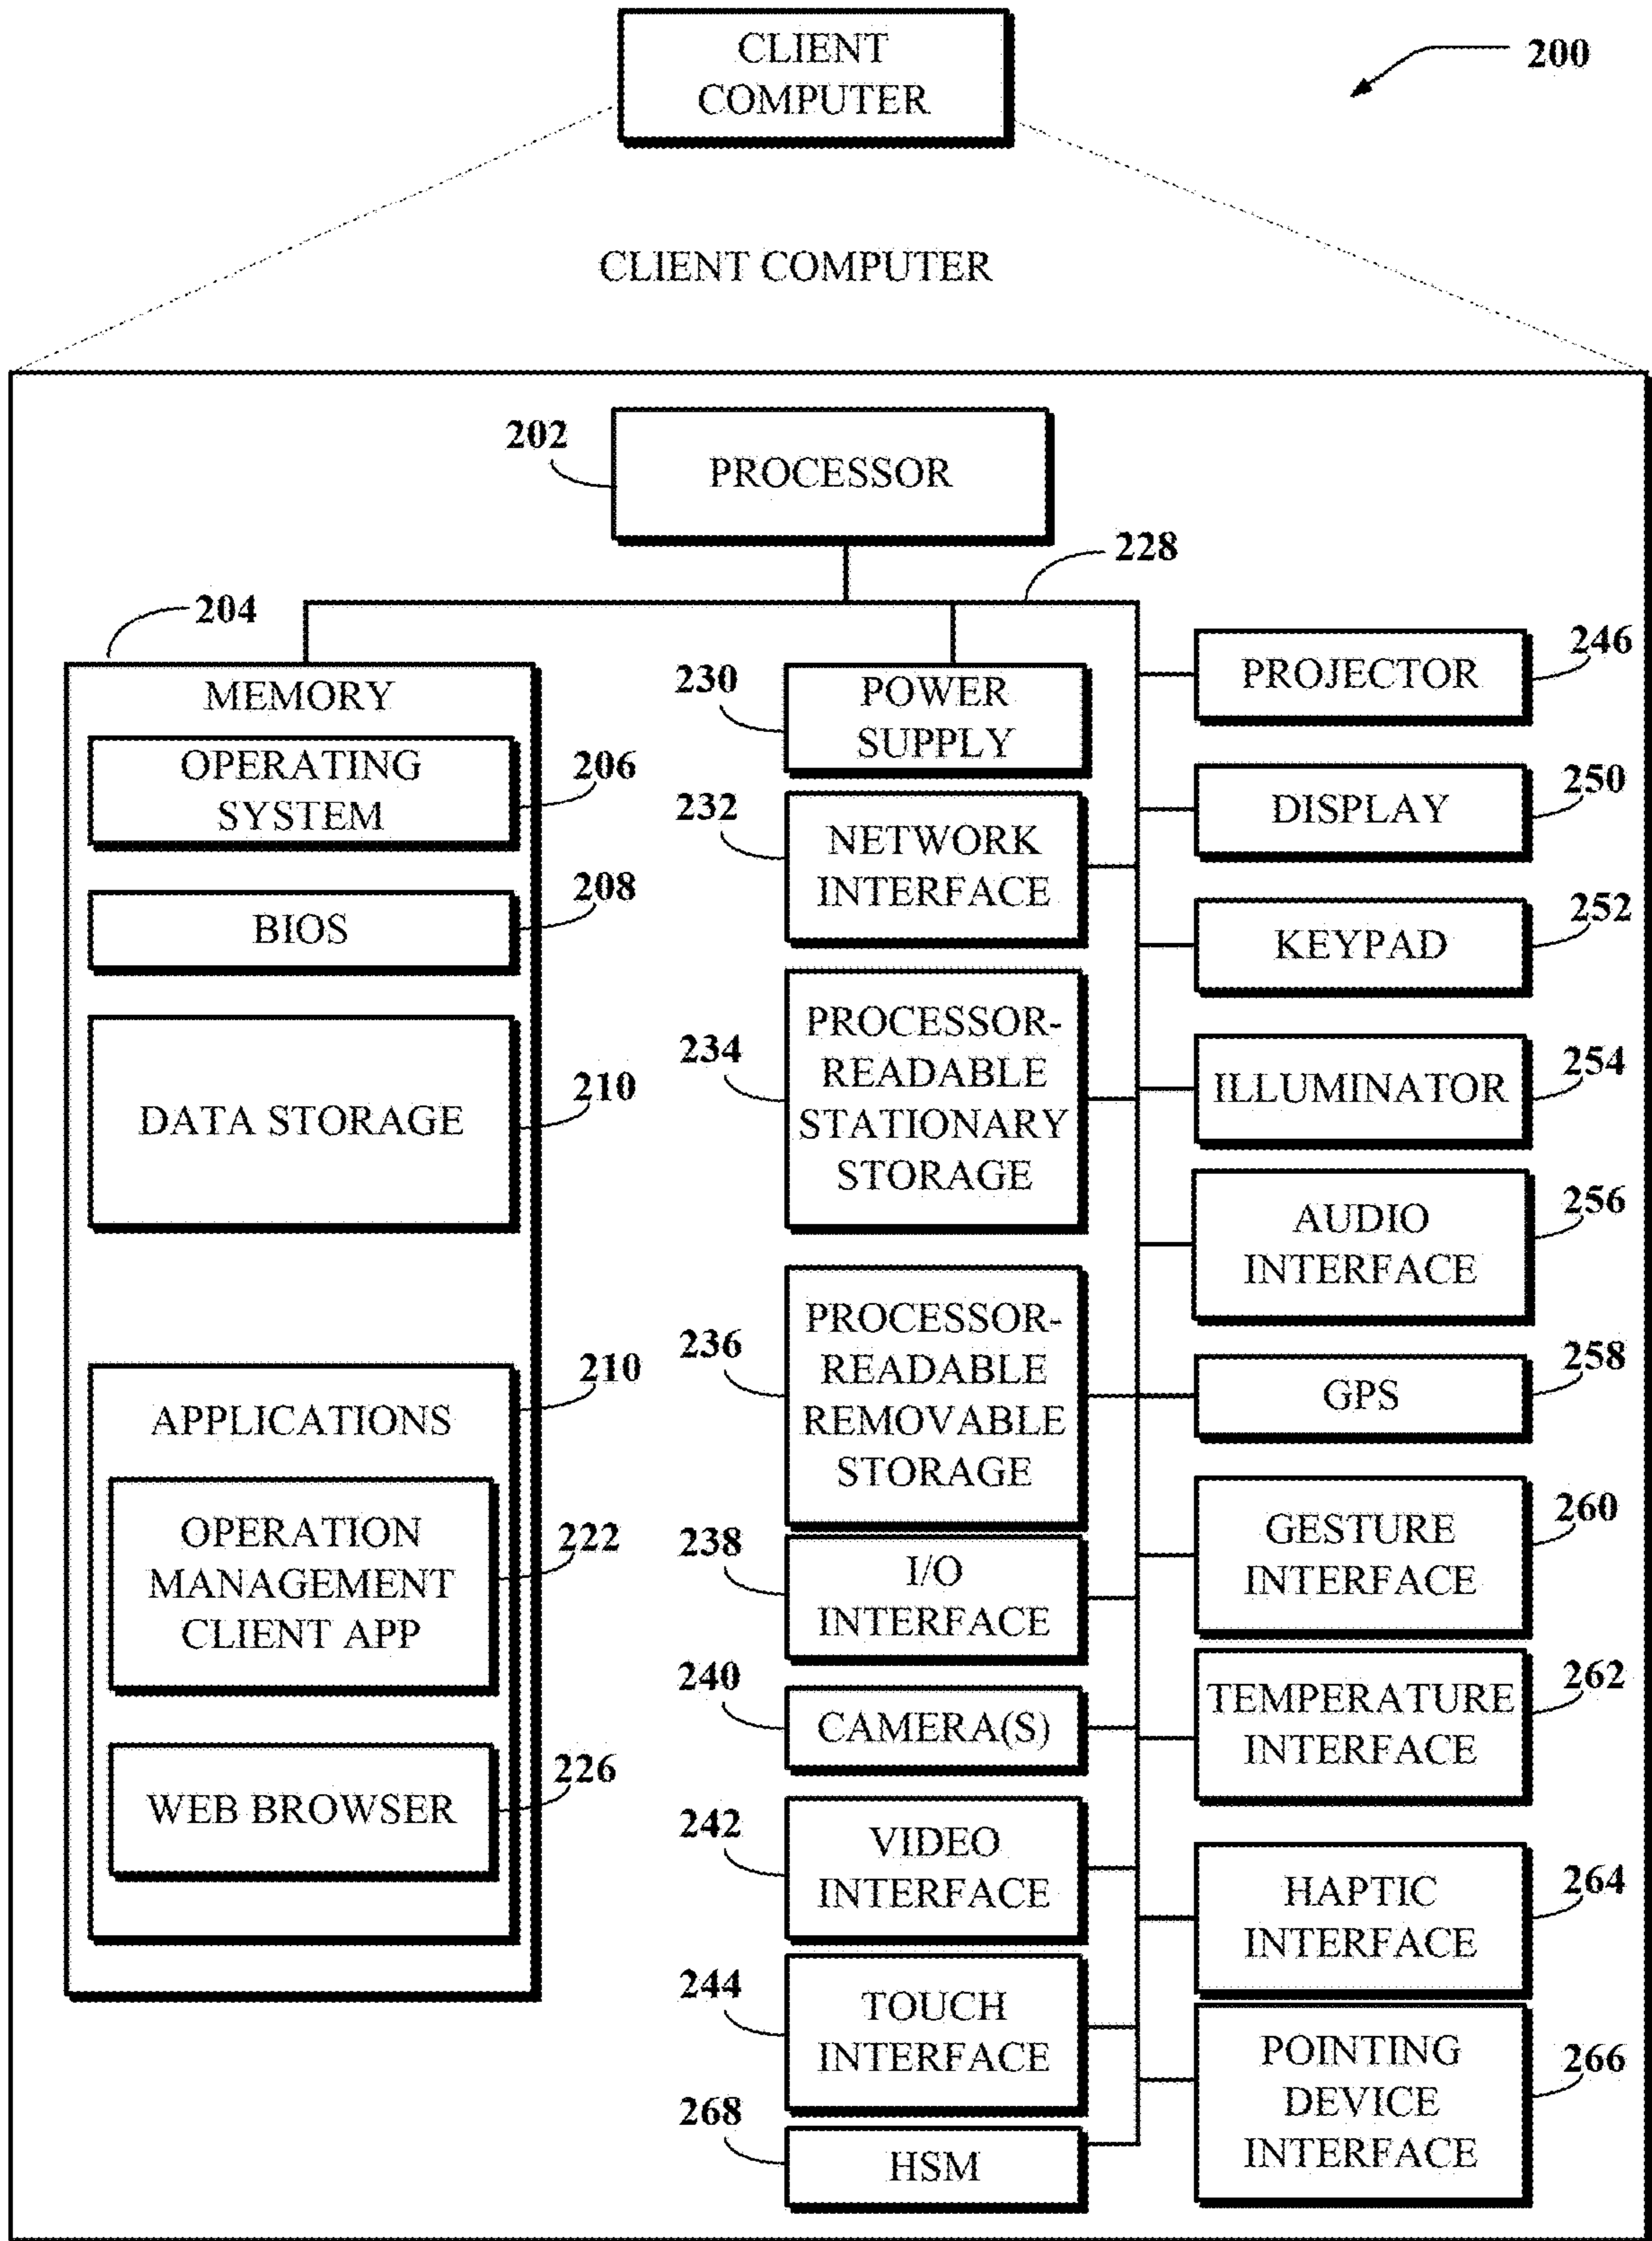 CLIENT
COMPUTER
200
CLIENT COMPUTER
202
PROCESSOR
228
204
MEMORY
OPERATING
SYSTEM
206
BIOS
208
DATA STORAGE
210
APPLICATIONS
210
OPERATION
MANAGEMENT
CLIENT APP
222
WEB BROWSER
226
230
POWER
SUPPLY
232
NETWORK
INTERFACE
234
PROCESSOR-
READABLE
STATIONARY
STORAGE
236
PROCESSOR-
READABLE
REMOVABLE
STORAGE
238
I/O
INTERFACE
240
CAMERA(S)
242
VIDEO
INTERFACE
244
TOUCH
INTERFACE
268
HSM
PROJECTOR
246
DISPLAY
250
KEYPAD
252
ILLUMINATOR
254
AUDIO
INTERFACE
256
GPS
258
GESTURE
INTERFACE
260
TEMPERATURE
INTERFACE
262
HAPTIC
INTERFACE
264
POINTING
DEVICE
INTERFACE
266